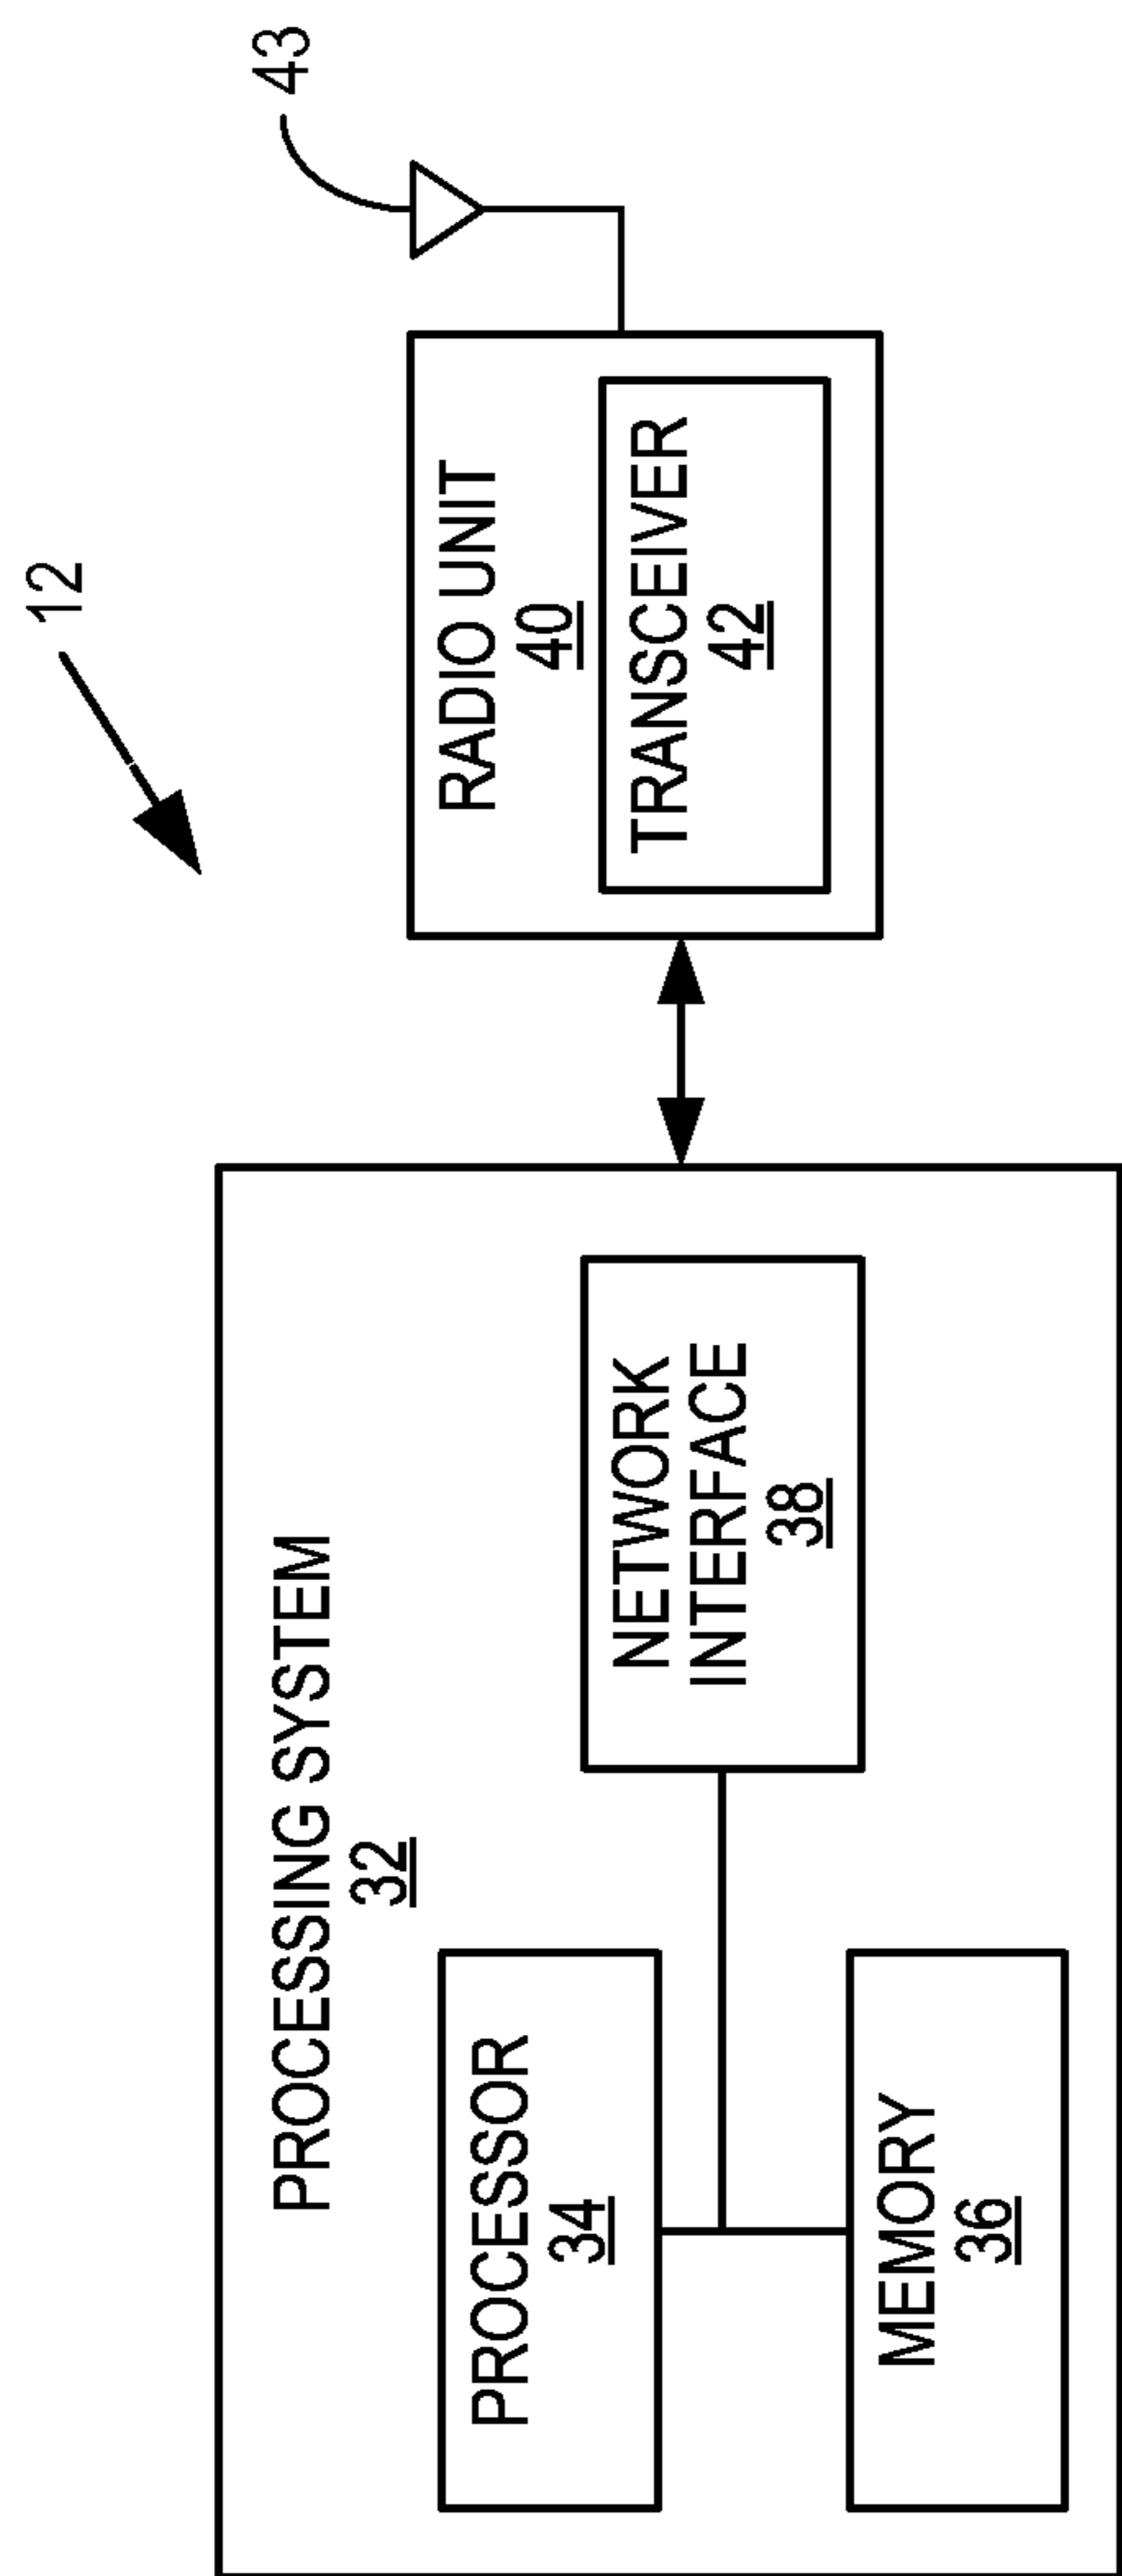 12
43
PROCESSING SYSTEM
32
PROCESSOR
34
MEMORY
36
NETWORK
INTERFACE
38
RADIO UNIT
40
TRANSCEIVER
42